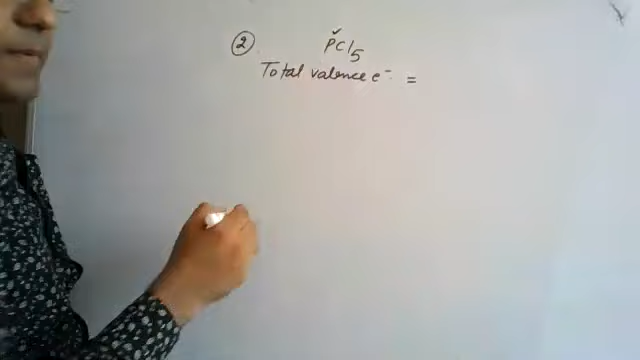 ② PCl5
Total valence e⁻ =